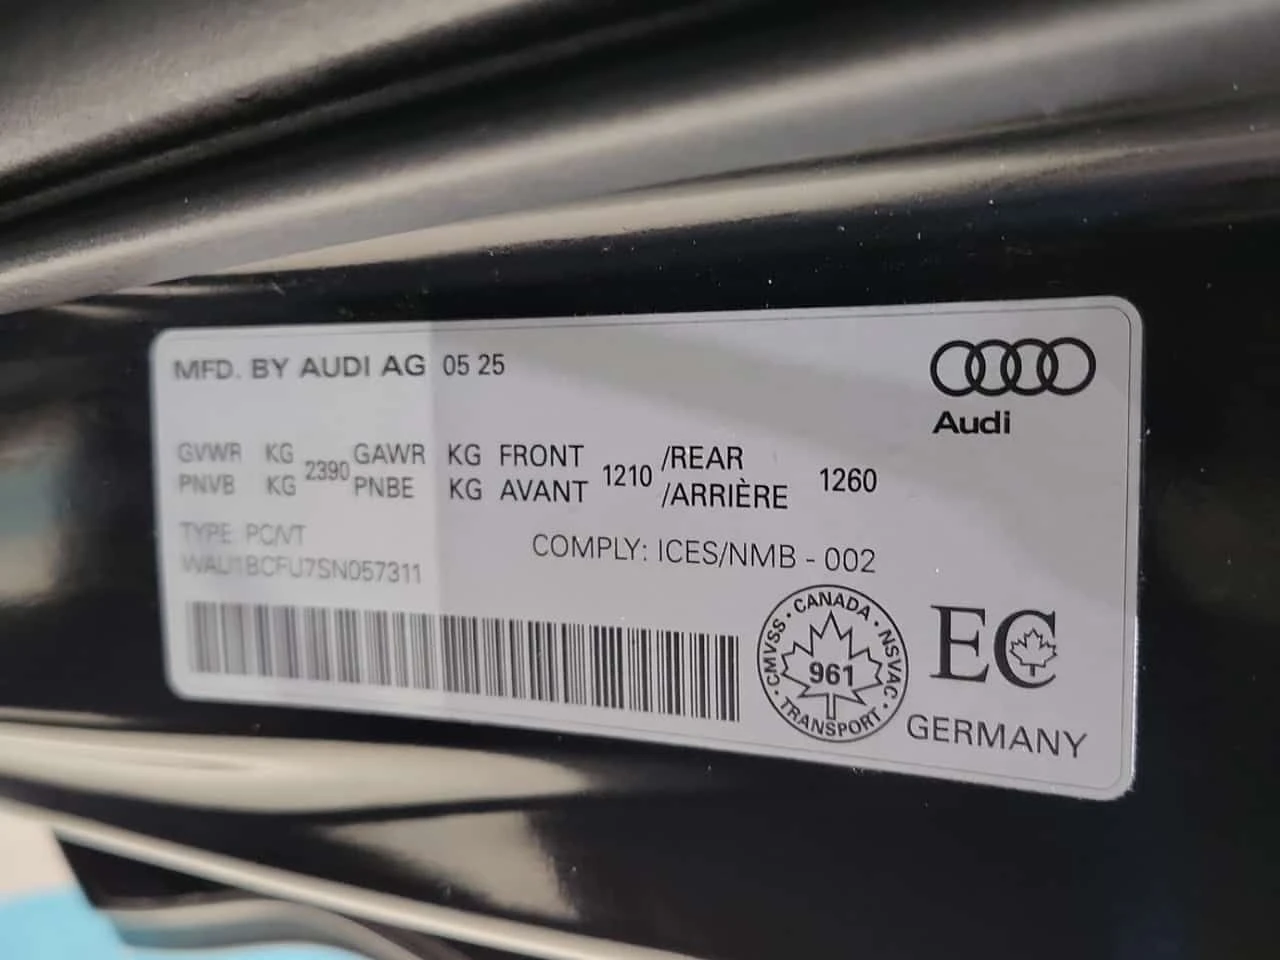 MFD. BY AUDI AG 05 25
Audi
GVWR KG 2390 GAWR KG FRONT 1210 /REAR 1260
PNVB KG PNBE KG AVANT /ARRIÈRE
TYPE PC/VT
WAU1BCFU7SN057311
COMPLY: ICES/NMB - 002
CMVSS · CANADA · NSVAC · TRANSPORT
961
EC
GERMANY